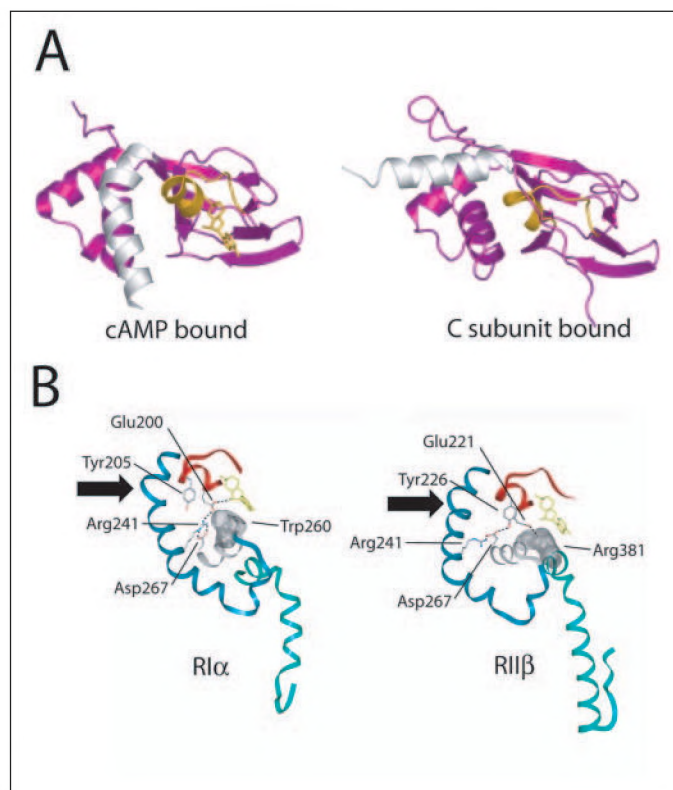 A
cAMP bound
C subunit bound
B
Glu200
Tyr205
Arg241
Trp260
Asp267
RIα
Glu221
Tyr226
Arg241
Arg381
Asp267
RIIβ